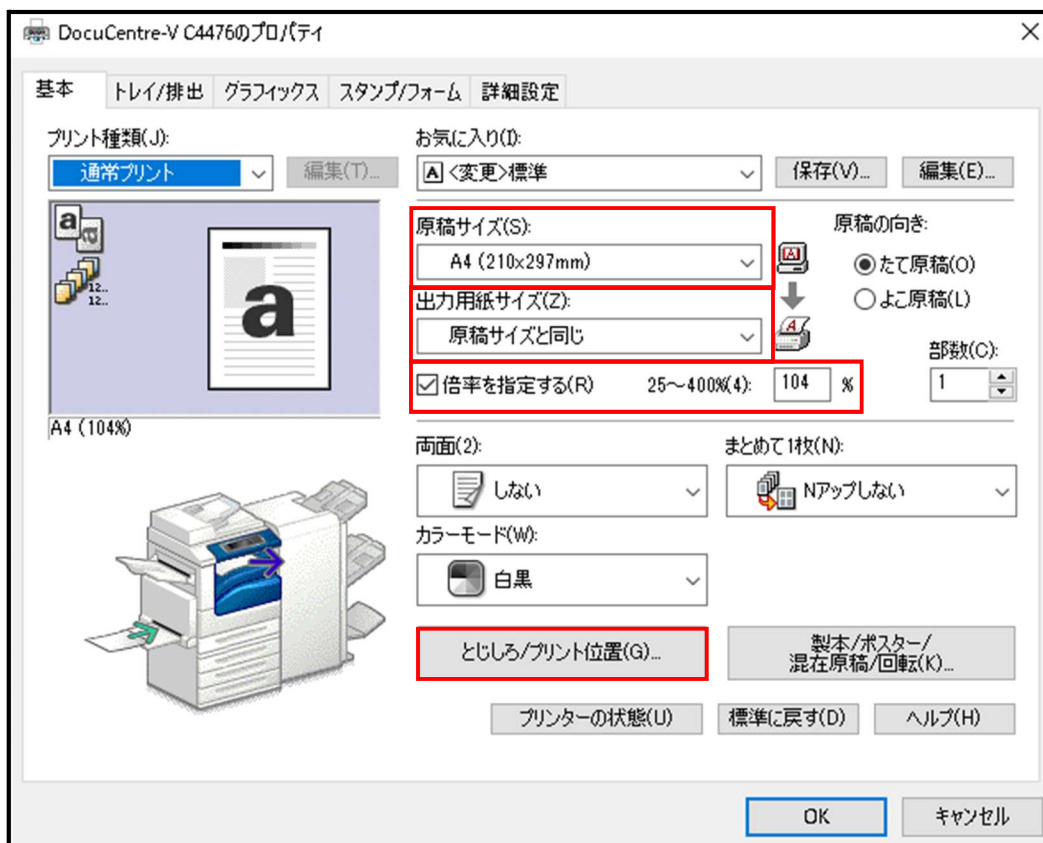 DocuCentre-V C4476のプロパティ
基本 トレイ/排出 グラフィックス スタンプ/フォーム 詳細設定
プリント種類(J):
通常プリント
編集(T)...
お気に入り(I):
A <変更>標準
保存(V)...
編集(E)...
a
a
12..
12..
a
A4 (104%)
原稿サイズ(S):
A4 (210x297mm)
出力用紙サイズ(Z):
原稿サイズと同じ
倍率を指定する(R) 25～400%(4): 104 %
A
A
原稿の向き:
たて原稿(O)
よこ原稿(L)
部数(C):
1
両面(2):
しない
まとめて1枚(N):
Nアップしない
カラーモード(W):
白黒
とじしろ/プリント位置(G)...
製本/ポスター/
混在原稿/回転(K)...
プリンターの状態(U)
標準に戻す(D)
ヘルプ(H)
OK
キャンセル